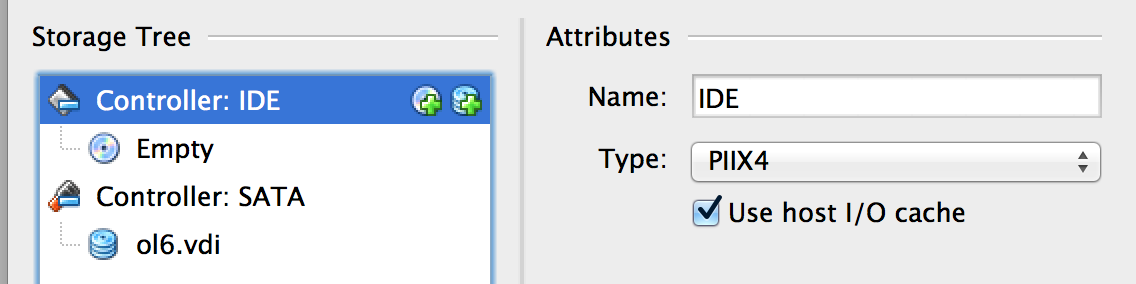 Storage Tree
Controller: IDE
Empty
Controller: SATA
ol6.vdi
Attributes
Name: IDE
Type: PIIX4
Use host I/O cache